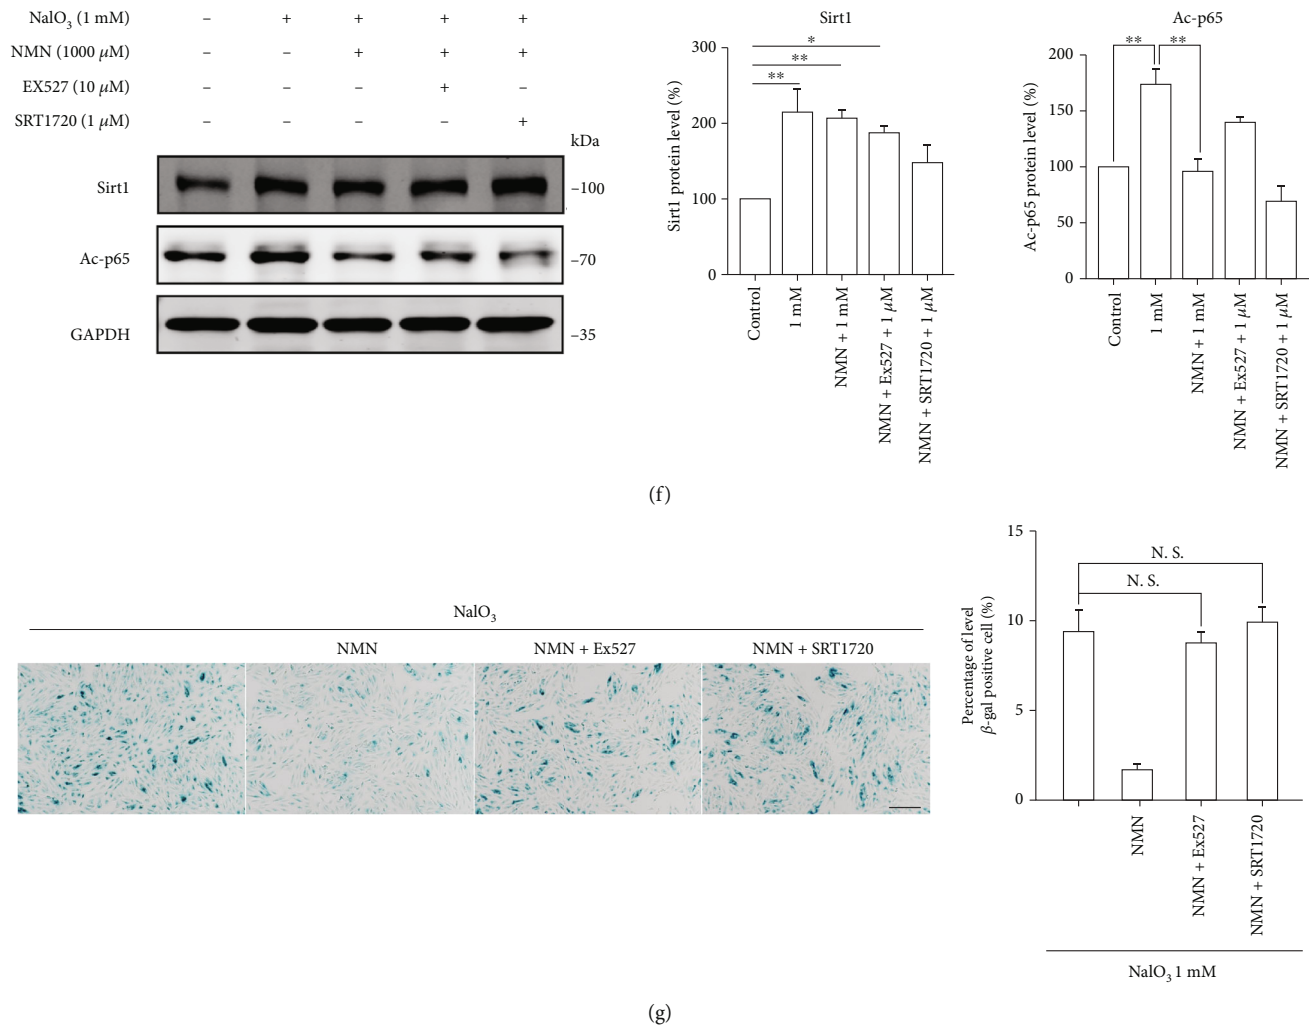 NaIO3 (1 mM) – + + + +
NMN (1000 μM) – – + + +
EX527 (10 μM) – – – + –
SRT1720 (1 μM) – – – – +
kDa
Sirt1 –100
Ac-p65 –70
GAPDH –35
Sirt1
Sirt1 protein level (%)
300
200
100
0
*
**
**
Control
1 mM
NMN + 1 mM
NMN + Ex527 + 1 μM
NMN + SRT1720 + 1 μM
Ac-p65
Ac-p65 protein level (%)
200
150
100
50
0
** **
Control
1 mM
NMN + 1 mM
NMN + Ex527 + 1 μM
NMN + SRT1720 + 1 μM
(f)
NaIO3
NMN
NMN + Ex527
NMN + SRT1720
Percentage of level
β-gal positive cell (%)
15
10
5
0
N. S.
N. S.
NMN
NMN + Ex527
NMN + SRT1720
NaIO3 1 mM
(g)